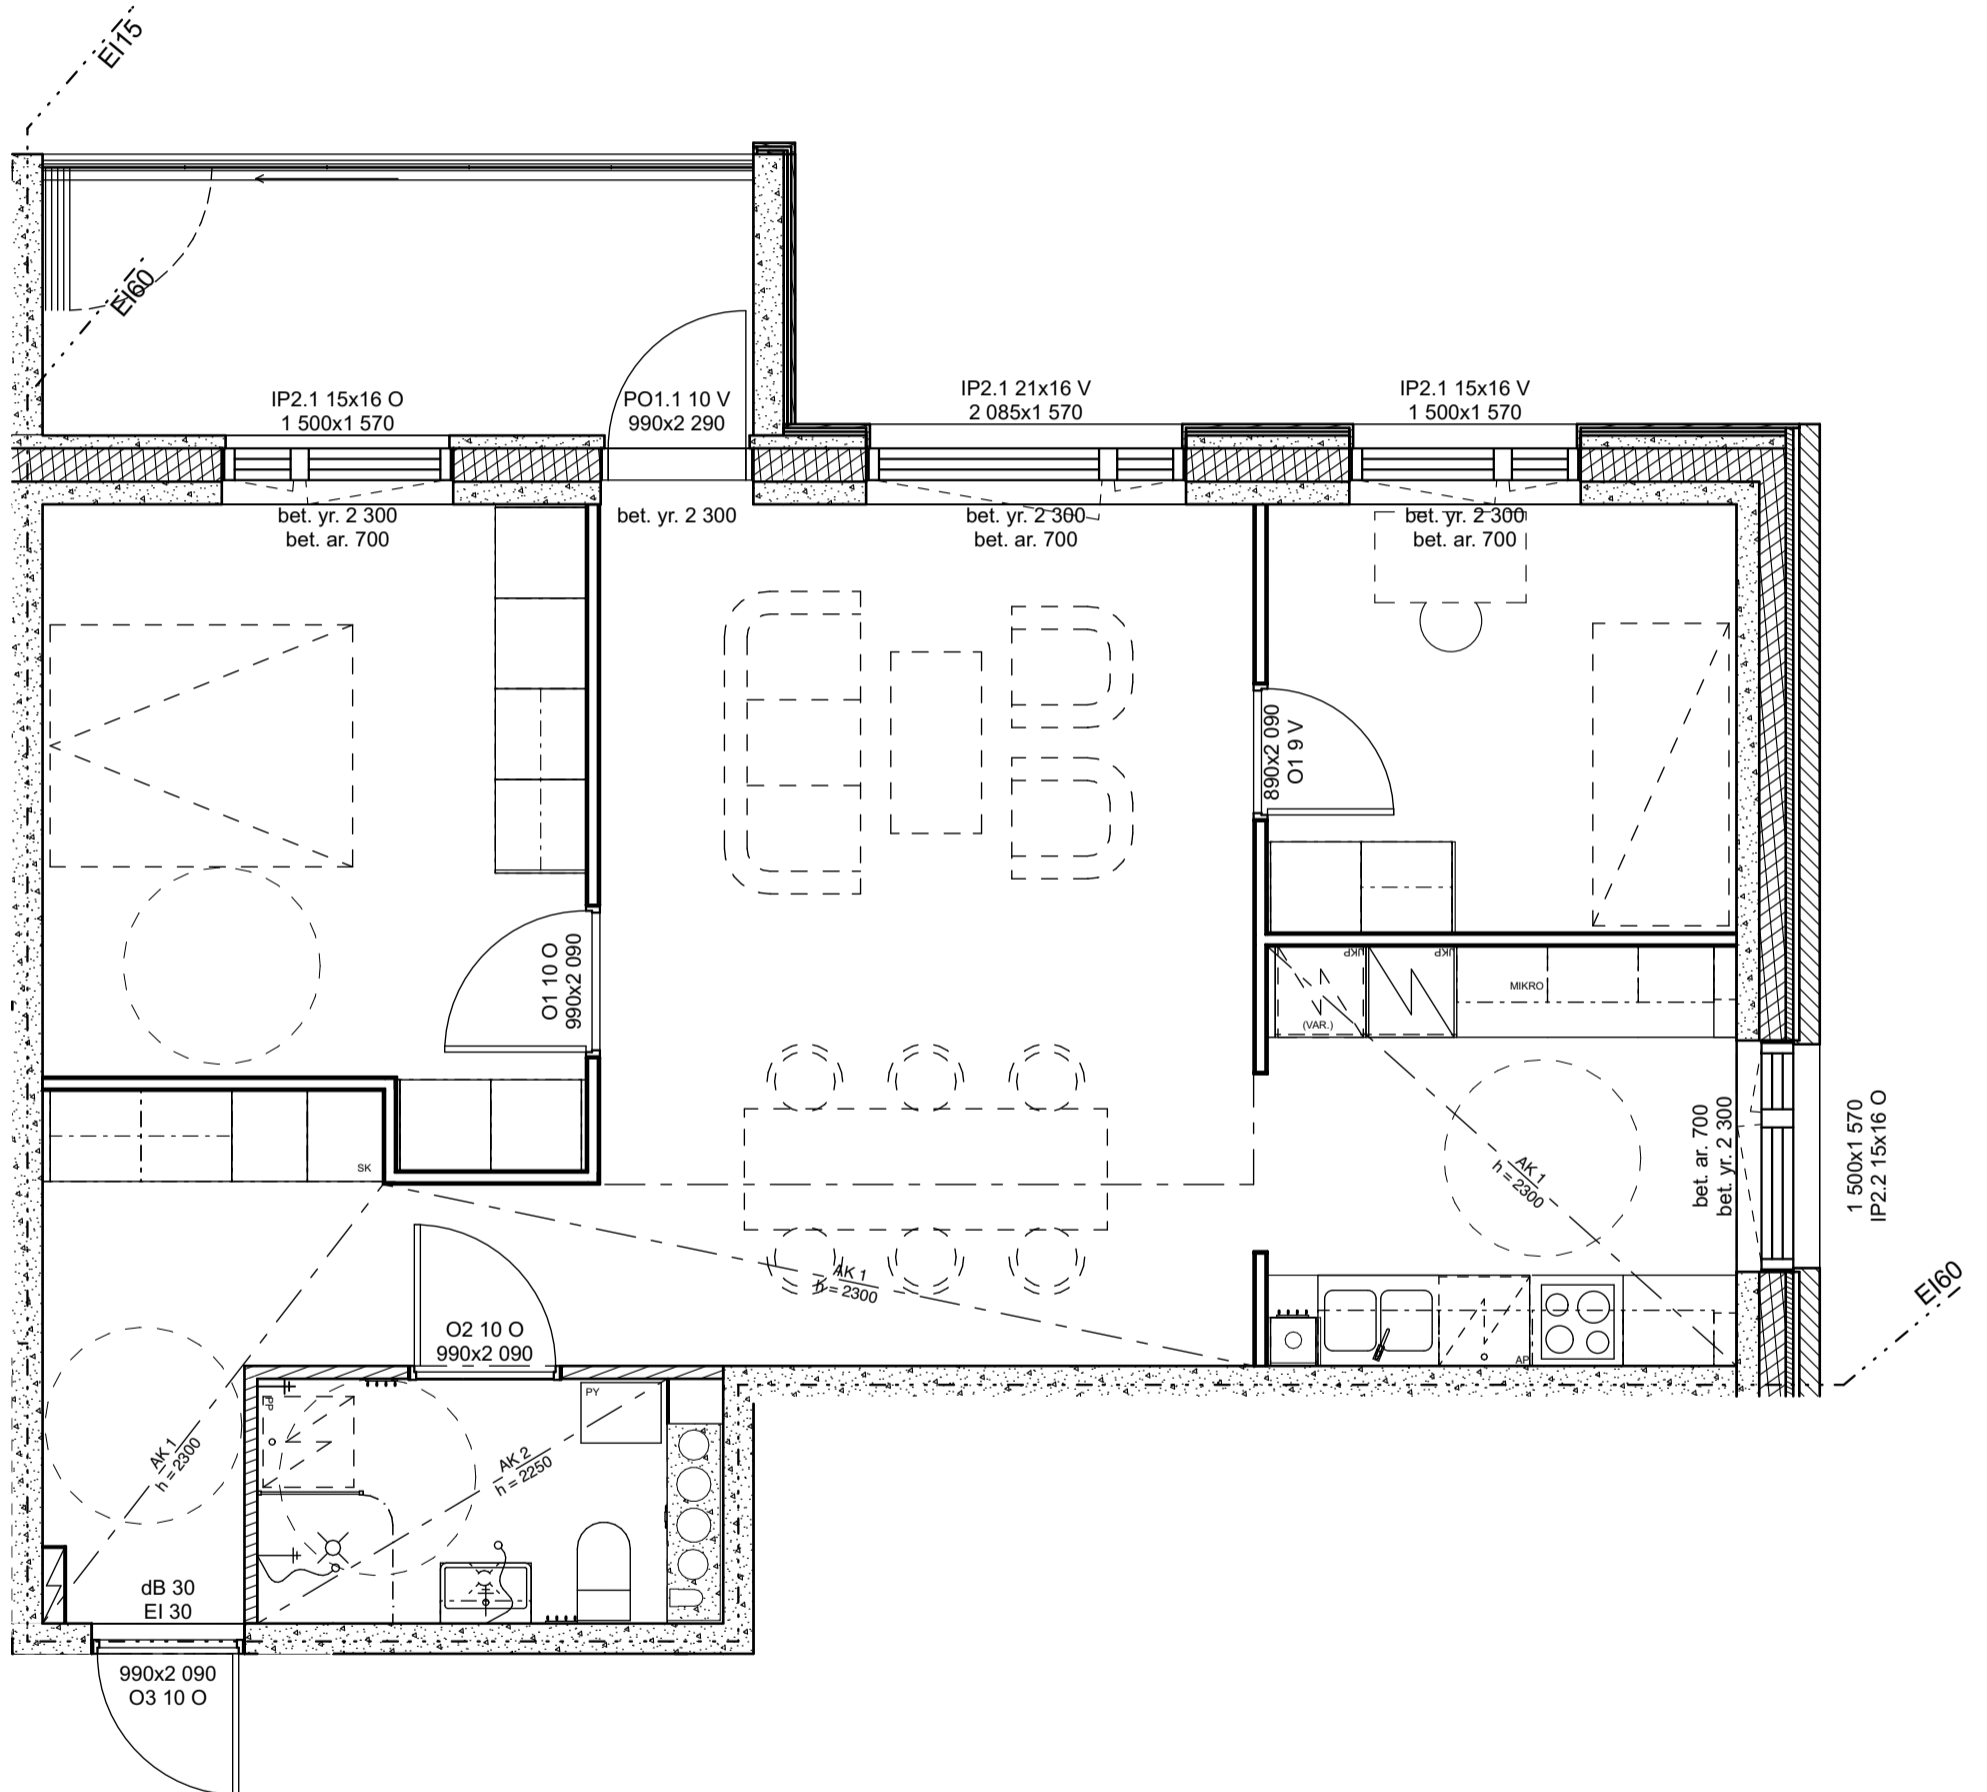 EI15
EI60
IP2.1 15x16 O
1 500x1 570
PO1.1 10 V
990x2 290
IP2.1 21x16 V
2 085x1 570
IP2.1 15x16 V
1 500x1 570
bet. yr. 2 300
bet. ar. 700
bet. yr. 2 300
bet. yr. 2 300
bet. ar. 700
bet. yr. 2 300
bet. ar. 700
890x2 090
O1 9 V
O1 10 O
990x2 090
JKP
JKP
MIKRO
(VAR.)
SK
bet. ar. 700
bet. yr. 2 300
1 500x1 570
IP2.2 15x16 O
AK 1
h = 2300
AK 1
h = 2300
EI60
O2 10 O
990x2 090
AP
PP
PY
AK 1
h = 2300
AK 2
h = 2250
dB 30
EI 30
990x2 090
O3 10 O